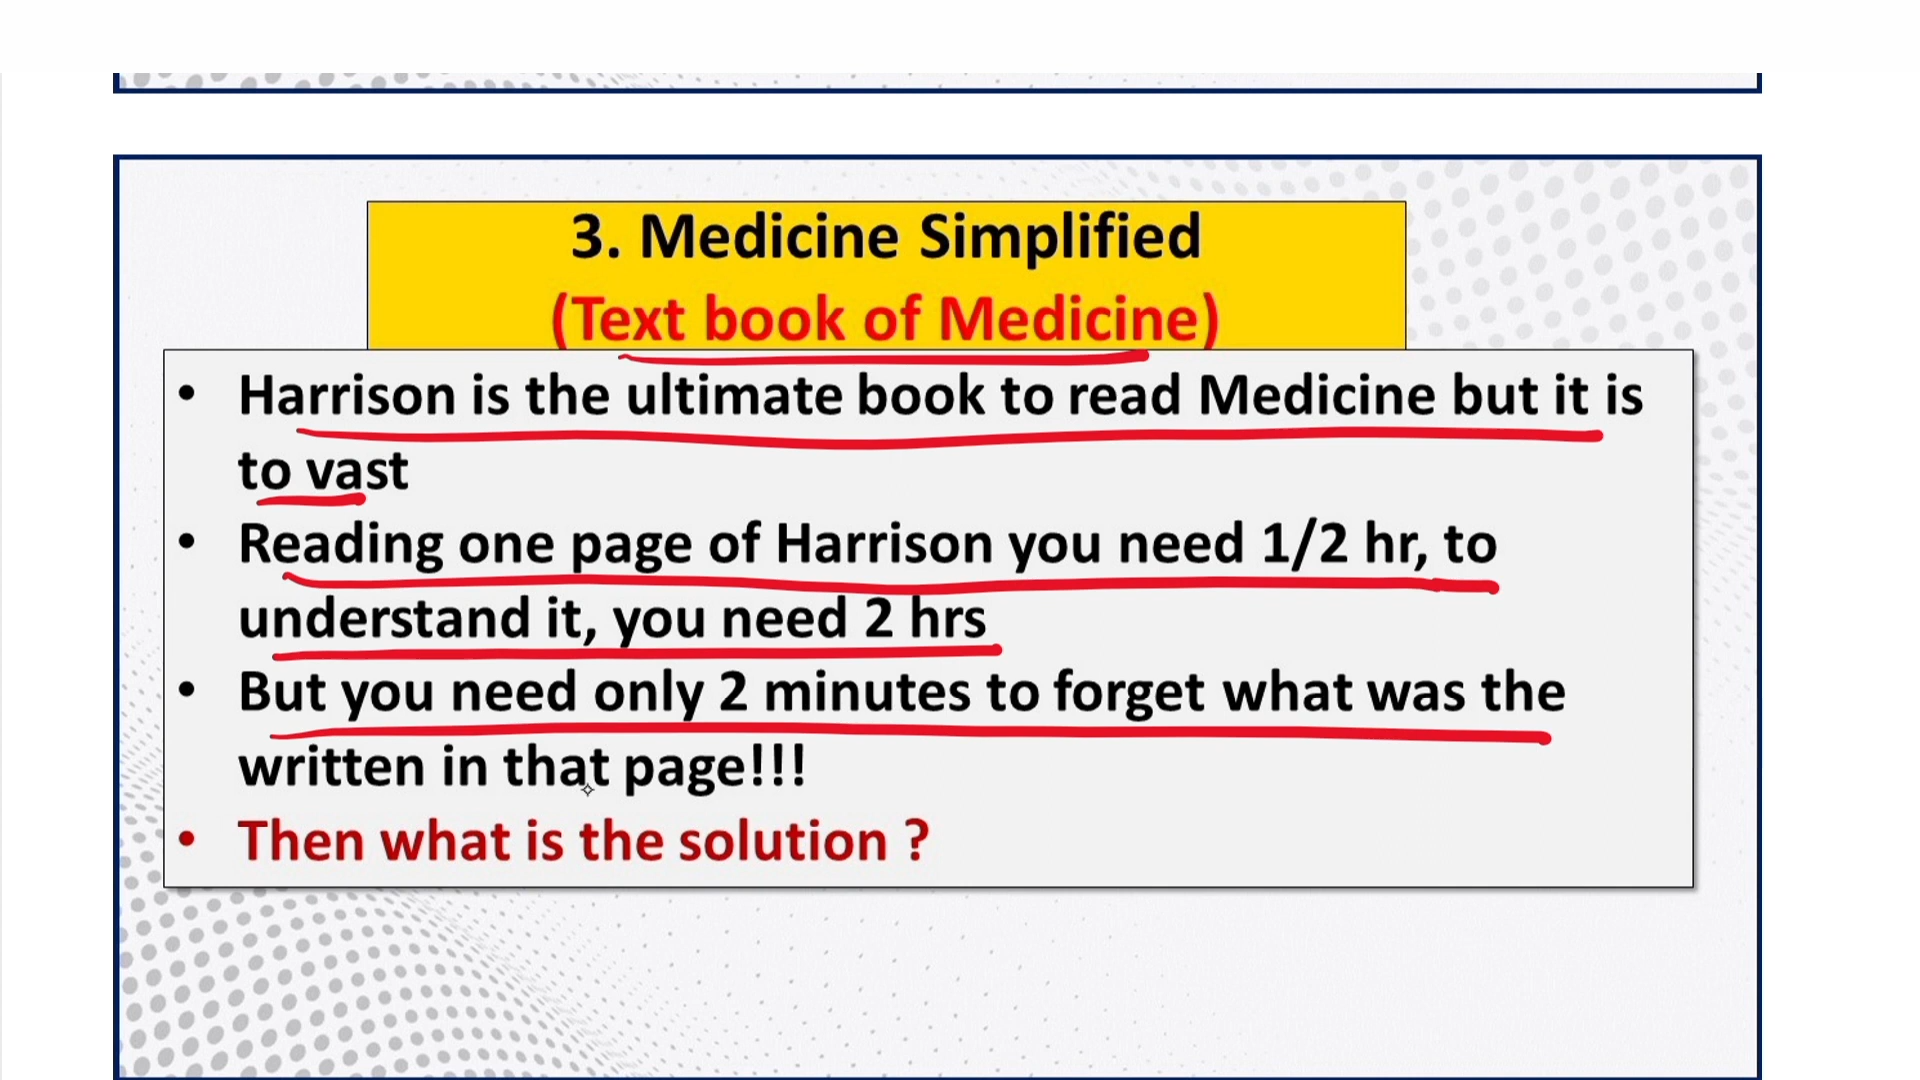 3. Medicine Simplified
(Text book of Medicine)
• Harrison is the ultimate book to read Medicine but it is
to vast
• Reading one page of Harrison you need 1/2 hr, to
understand it, you need 2 hrs
• But you need only 2 minutes to forget what was the
written in that page!!!
• Then what is the solution ?